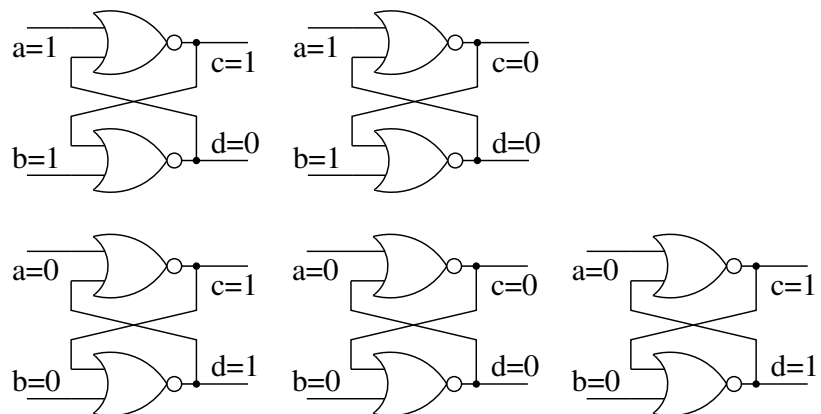 a=1 c=1 a=1 c=0
b=1 d=0 b=1 d=0
a=0 c=1 a=0 c=0 a=0 c=1
b=0 d=1 b=0 d=0 b=0 d=1